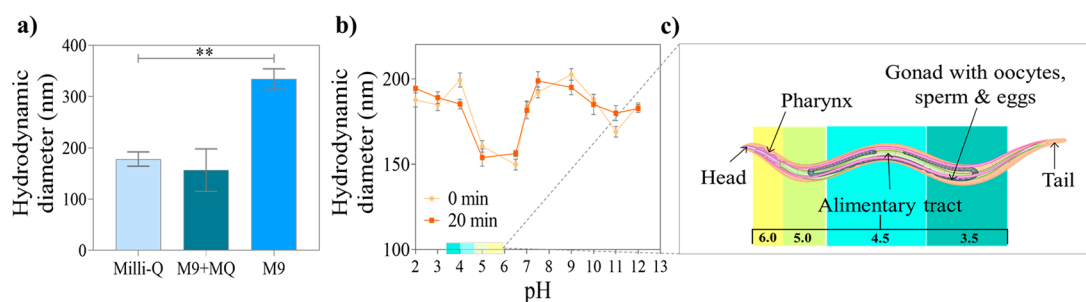 a)
Hydrodynamic
diameter (nm)
400
300
200
100
0
**
Milli-Q
M9+MQ
M9
b)
Hydrodynamic
diameter (nm)
200
150
100
0 min
20 min
2 3 4 5 6 7 8 9 10 11 12 13
pH
c)
Gonad with oocytes,
sperm & eggs
Pharynx
Head
Tail
Alimentary tract
6.0 5.0 4.5 3.5